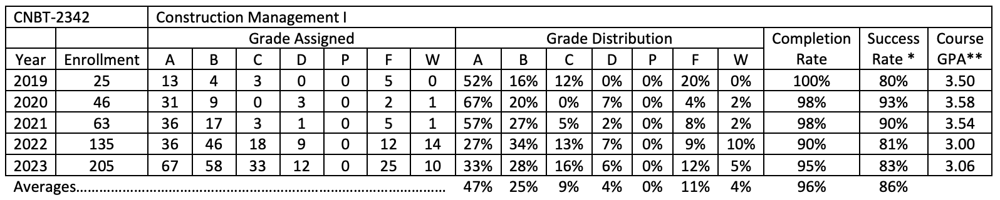 CNBT-2342 Construction Management I
Grade Assigned Grade Distribution Completion Success Course
Year Enrollment A B C D P F W A B C D P F W Rate Rate * GPA**
2019 25 13 4 3 0 0 5 0 52% 16% 12% 0% 0% 20% 0% 100% 80% 3.50
2020 46 31 9 0 3 0 2 1 67% 20% 0% 7% 0% 4% 2% 98% 93% 3.58
2021 63 36 17 3 1 0 5 1 57% 27% 5% 2% 0% 8% 2% 98% 90% 3.54
2022 135 36 46 18 9 0 12 14 27% 34% 13% 7% 0% 9% 10% 90% 81% 3.00
2023 205 67 58 33 12 0 25 10 33% 28% 16% 6% 0% 12% 5% 95% 83% 3.06
Averages....................................................................................... 47% 25% 9% 4% 0% 11% 4% 96% 86%